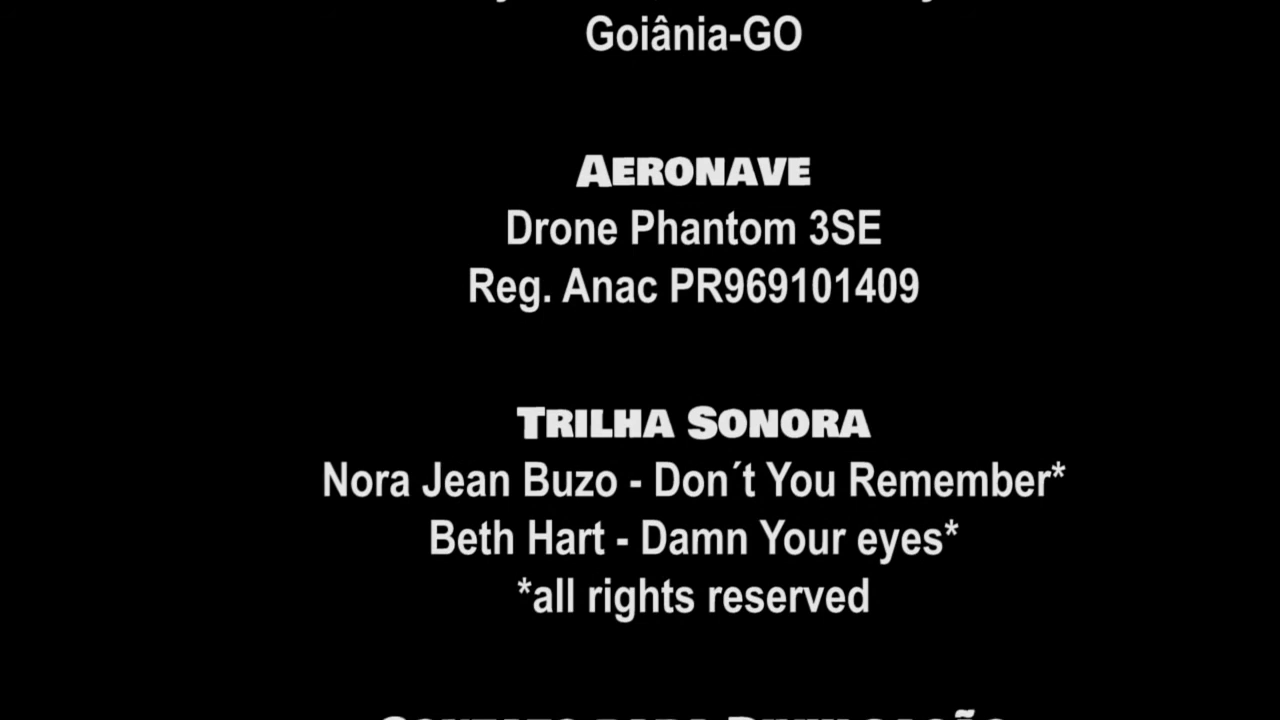 Goiânia-GO
AERONAVE
Drone Phantom 3SE
Reg. Anac PR969101409
TRILHA SONORA
Nora Jean Buzo - Don´t You Remember*
Beth Hart - Damn Your eyes*
*all rights reserved